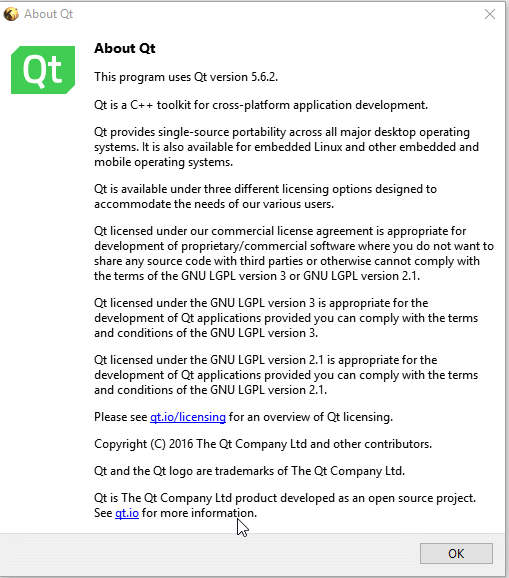 About Qt
Qt
About Qt
This program uses Qt version 5.6.2.
Qt is a C++ toolkit for cross-platform application development.
Qt provides single-source portability across all major desktop operating
systems. It is also available for embedded Linux and other embedded and
mobile operating systems.
Qt is available under three different licensing options designed to
accommodate the needs of our various users.
Qt licensed under our commercial license agreement is appropriate for
development of proprietary/commercial software where you do not want to
share any source code with third parties or otherwise cannot comply with
the terms of the GNU LGPL version 3 or GNU LGPL version 2.1.
Qt licensed under the GNU LGPL version 3 is appropriate for the
development of Qt applications provided you can comply with the terms
and conditions of the GNU LGPL version 3.
Qt licensed under the GNU LGPL version 2.1 is appropriate for the
development of Qt applications provided you can comply with the terms
and conditions of the GNU LGPL version 2.1.
Please see qt.io/licensing for an overview of Qt licensing.
Copyright (C) 2016 The Qt Company Ltd and other contributors.
Qt and the Qt logo are trademarks of The Qt Company Ltd.
Qt is The Qt Company Ltd product developed as an open source project.
See qt.io for more information.
OK